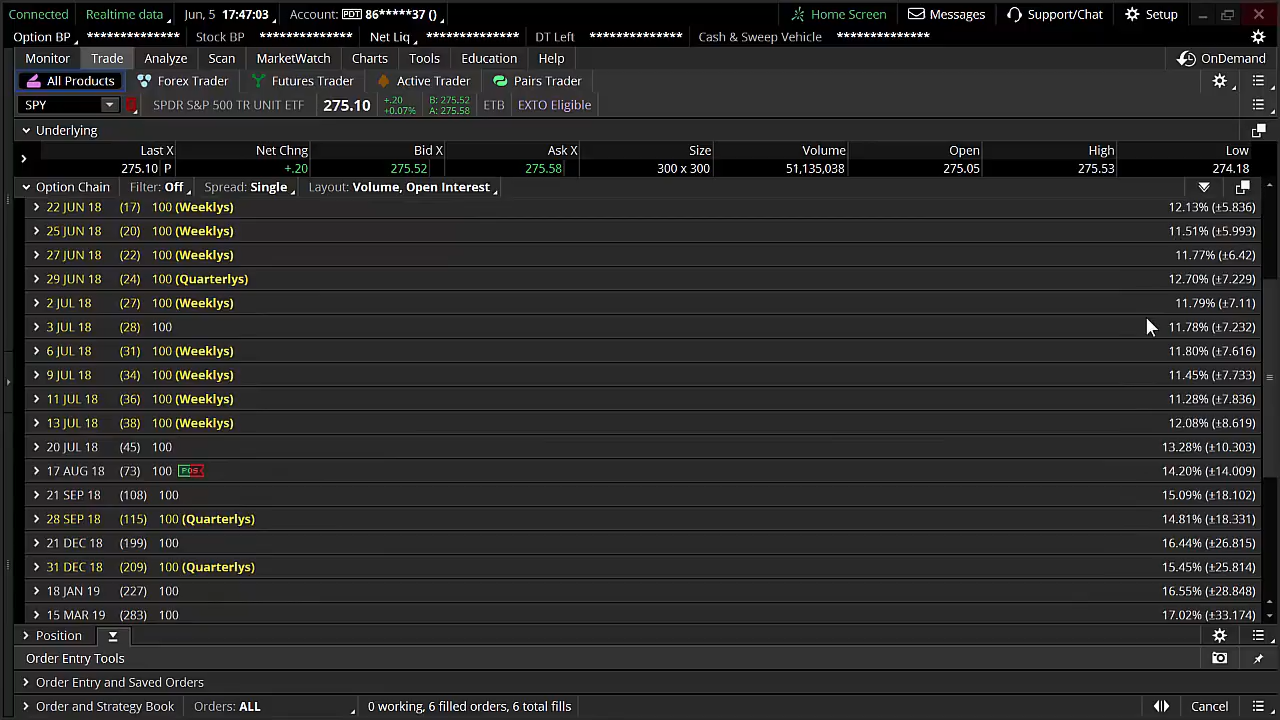 Connected Realtime data Jun, 5 17:47:03 Account: PDT 86*****37 () Home Screen Messages Support/Chat Setup
Option BP ************** Stock BP ************** Net Liq ************** DT Left ************** Cash & Sweep Vehicle **************
Monitor Trade Analyze Scan MarketWatch Charts Tools Education Help OnDemand
All Products Forex Trader Futures Trader Active Trader Pairs Trader
SPY SPDR S&P 500 TR UNIT ETF 275.10 +.20 +0.07% B: 275.52 A: 275.58 ETB EXTO Eligible
Underlying
Last X Net Chng Bid X Ask X Size Volume Open High Low
275.10 P +.20 275.52 275.58 300 x 300 51,135,038 275.05 275.53 274.18
Option Chain Filter: Off Spread: Single Layout: Volume, Open Interest
22 JUN 18 (17) 100 (Weeklys) 12.13% (±5.836)
25 JUN 18 (20) 100 (Weeklys) 11.51% (±5.993)
27 JUN 18 (22) 100 (Weeklys) 11.77% (±6.42)
29 JUN 18 (24) 100 (Quarterlys) 12.70% (±7.229)
2 JUL 18 (27) 100 (Weeklys) 11.79% (±7.11)
3 JUL 18 (28) 100 11.78% (±7.232)
6 JUL 18 (31) 100 (Weeklys) 11.80% (±7.616)
9 JUL 18 (34) 100 (Weeklys) 11.45% (±7.733)
11 JUL 18 (36) 100 (Weeklys) 11.28% (±7.836)
13 JUL 18 (38) 100 (Weeklys) 12.08% (±8.619)
20 JUL 18 (45) 100 13.28% (±10.303)
17 AUG 18 (73) 100 POS 14.20% (±14.009)
21 SEP 18 (108) 100 15.09% (±18.102)
28 SEP 18 (115) 100 (Quarterlys) 14.81% (±18.331)
21 DEC 18 (199) 100 16.44% (±26.815)
31 DEC 18 (209) 100 (Quarterlys) 15.45% (±25.814)
18 JAN 19 (227) 100 16.55% (±28.848)
15 MAR 19 (283) 100 17.02% (±33.174)
Position
Order Entry Tools
Order Entry and Saved Orders
Order and Strategy Book Orders: ALL 0 working, 6 filled orders, 6 total fills Cancel